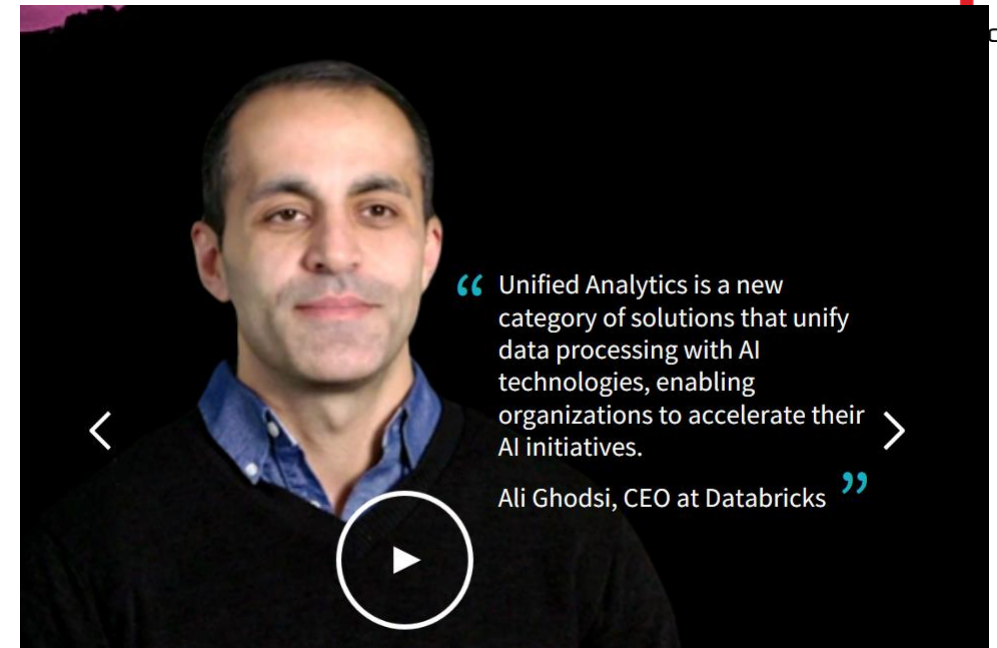 “ Unified Analytics is a new
category of solutions that unify
data processing with AI
technologies, enabling
organizations to accelerate their
AI initiatives.
Ali Ghodsi, CEO at Databricks ”